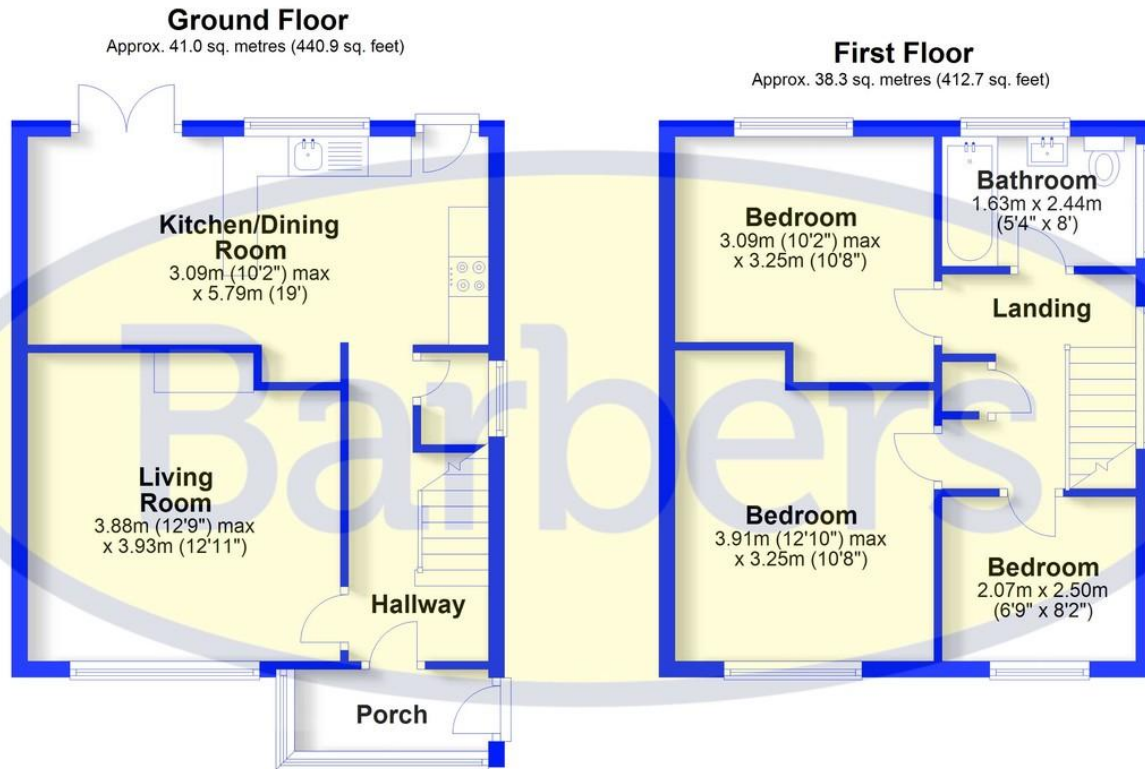 Ground Floor
Approx. 41.0 sq. metres (440.9 sq. feet)
Kitchen/Dining
Room
3.09m (10'2") max
x 5.79m (19')
Living
Room
3.88m (12'9") max
x 3.93m (12'11")
Hallway
Porch
First Floor
Approx. 38.3 sq. metres (412.7 sq. feet)
Bedroom
3.09m (10'2") max
x 3.25m (10'8")
Bathroom
1.63m x 2.44m
(5'4" x 8')
Landing
Bedroom
3.91m (12'10") max
x 3.25m (10'8")
Bedroom
2.07m x 2.50m
(6'9" x 8'2")
Barbers